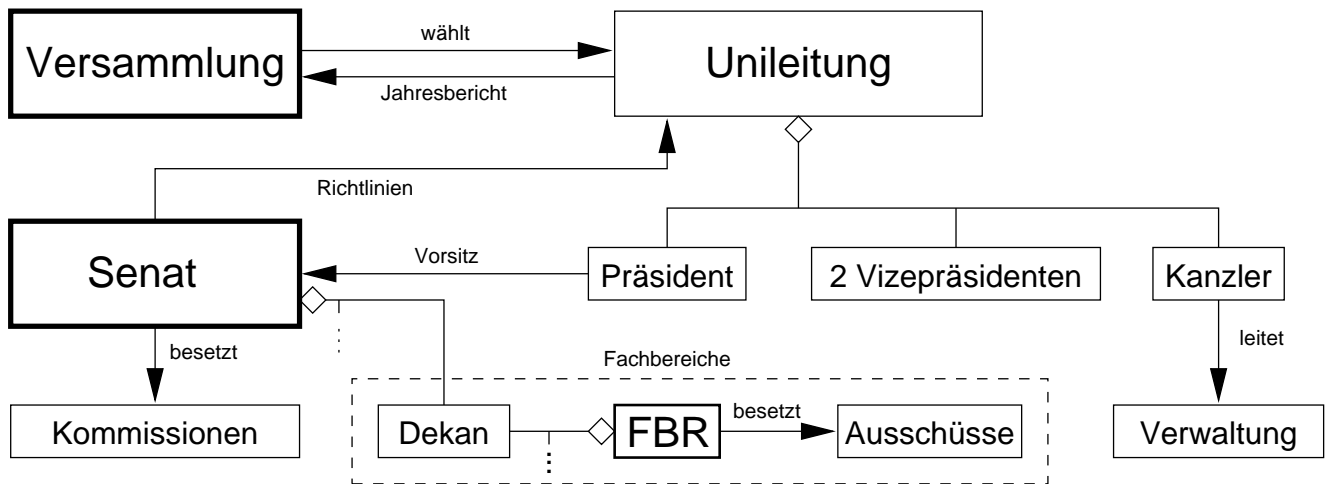 wählt
Versammlung
Unileitung
Jahresbericht
Richtlinien
Senat
Vorsitz
Präsident
2 Vizepräsidenten
Kanzler
besetzt
leitet
Fachbereiche
Kommissionen
Dekan
FBR
besetzt
Ausschüsse
Verwaltung